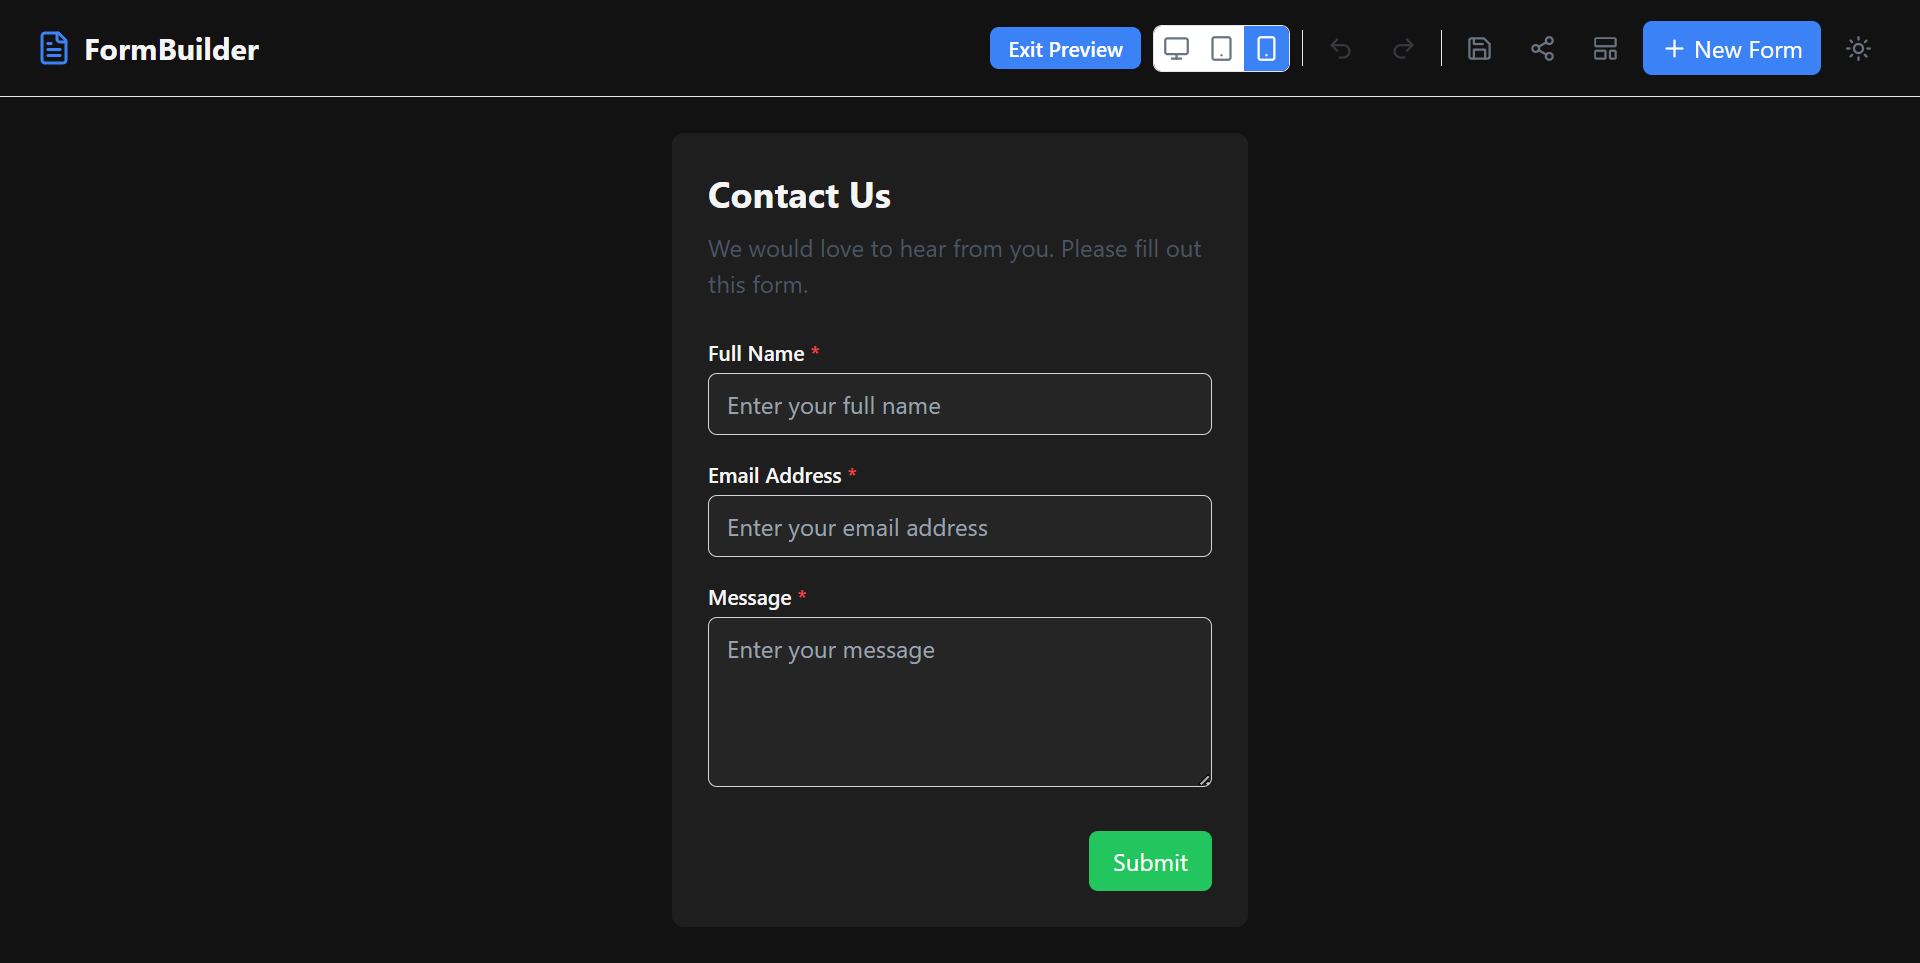 FormBuilder
Exit Preview
New Form
Contact Us
We would love to hear from you. Please fill out
this form.
Full Name *
Enter your full name
Email Address *
Enter your email address
Message *
Enter your message
Submit